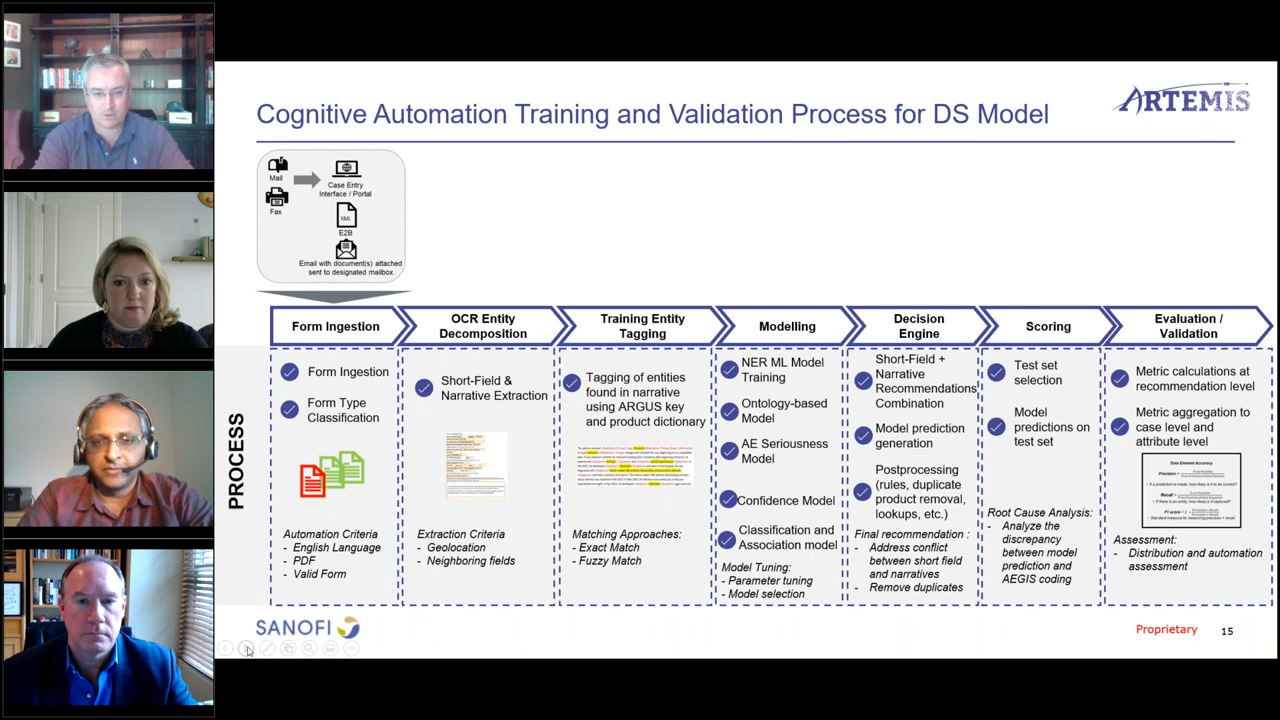 Cognitive Automation Training and Validation Process for DS Model
ARTEMIS
Mail
Fax
Case Entry
Interface / Portal
XML
E2B
Email with document(s) attached
sent to designated mailbox
PROCESS
Form Ingestion
Form Ingestion
Form Type
Classification
Automation Criteria
- English Language
- PDF
- Valid Form
OCR Entity
Decomposition
Short-Field &
Narrative Extraction
Extraction Criteria
- Geolocation
- Neighboring fields
Training Entity
Tagging
Tagging of entities
found in narrative
using ARGUS key
and product dictionary
Matching Approaches:
- Exact Match
- Fuzzy Match
Modelling
NER ML Model
Training
Ontology-based
Model
AE Seriousness
Model
Confidence Model
Classification and
Association model
Model Tuning:
- Parameter tuning
- Model selection
Decision
Engine
Short-Field +
Narrative
Recommendations
Combination
Model prediction
generation
Postprocessing
(rules, duplicate
product removal,
lookups, etc.)
Final recommendation :
- Address conflict
between short field
and narratives
- Remove duplicates
Scoring
Test set
selection
Model
predictions on
test set
Root Cause Analysis:
- Analyze the
discrepancy
between model
prediction and
AEGIS coding
Evaluation /
Validation
Metric calculations at
recommendation level
Metric aggregation to
case level and
attribute level
Data Element Accuracy
Assessment:
- Distribution and automation
assessment
SANOFI
Proprietary
15